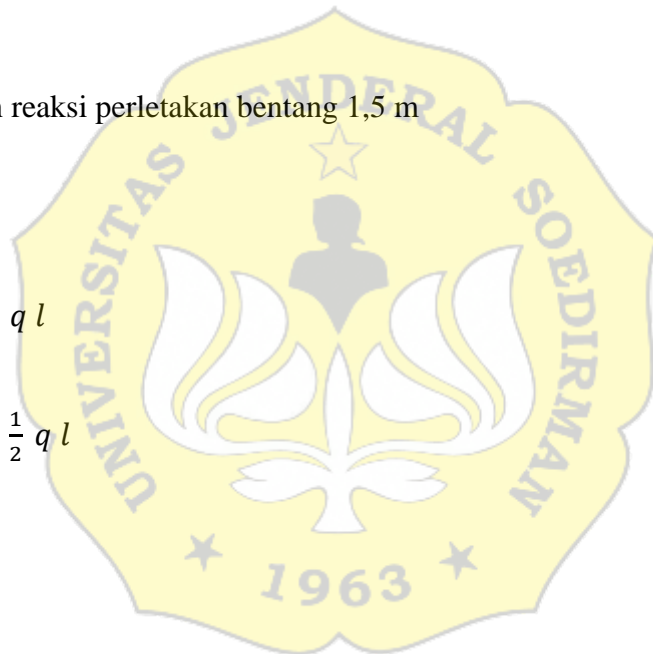 n reaksi perletakan bentang 1,5 m
q l
1/2 q l
UNIVERSITAS JENDERAL SOEDIRMAN
★ 1963 ★